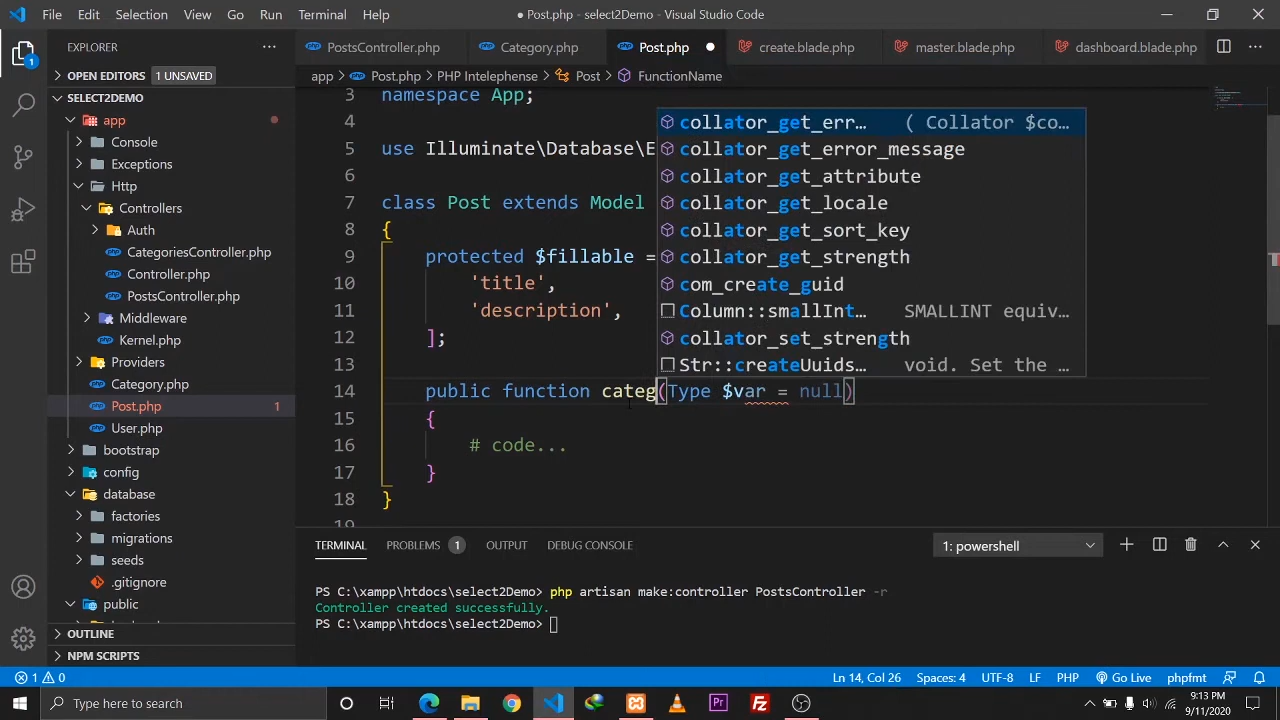 File Edit Selection View Go Run Terminal Help
● Post.php - select2Demo - Visual Studio Code
EXPLORER
PostsController.php Category.php Post.php create.blade.php master.blade.php dashboard.blade.php
1
OPEN EDITORS 1 UNSAVED
app Post.php PHP Intelephense Post FunctionName
SELECT2DEMO
app
Console
Exceptions
Http
Controllers
Auth
CategoriesController.php
Controller.php
PostsController.php
Middleware
Kernel.php
Providers
Category.php
Post.php 1
User.php
bootstrap
config
database
factories
migrations
seeds
.gitignore
public
OUTLINE
NPM SCRIPTS
3 namespace App;
4
5 use Illuminate\Database\E
6
7 class Post extends Model
8 {
9 protected $fillable =
10 'title',
11 'description',
12 ];
13
14 public function categ(Type $var = null)
15 {
16 # code...
17 }
18 }
19
collator_get_err… ( Collator $co…
collator_get_error_message
collator_get_attribute
collator_get_locale
collator_get_sort_key
collator_get_strength
com_create_guid
Column::smallInt… SMALLINT equiv…
collator_set_strength
Str::createUuids… void. Set the …
TERMINAL PROBLEMS 1 OUTPUT DEBUG CONSOLE
1: powershell
PS C:\xampp\htdocs\select2Demo> php artisan make:controller PostsController -r
Controller created successfully.
PS C:\xampp\htdocs\select2Demo>
1 0
Ln 14, Col 26 Spaces: 4 UTF-8 LF PHP Go Live phpfmt
Type here to search
Pr
9:13 PM
9/11/2020